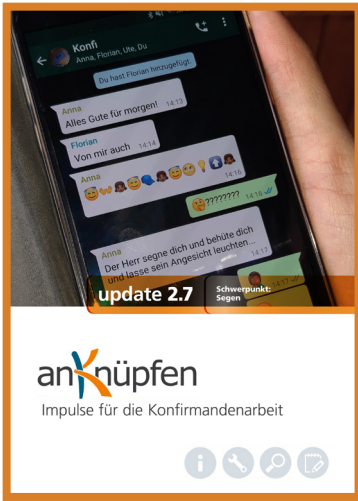 Konfi
Anna, Florian, Ute, Du
Du hast Florian hinzugefügt.
Anna
Alles Gute für morgen! 14:13
Florian
Von mir auch 14:14
Anna
14:16
???????? 14:16
Anna
Der Herr segne dich und behüte dich
und lasse sein Angesicht leuchten...
14:17
14:17
update 2.7
Schwerpunkt:
Segen
anKnüpfen
Impulse für die Konfirmandenarbeit